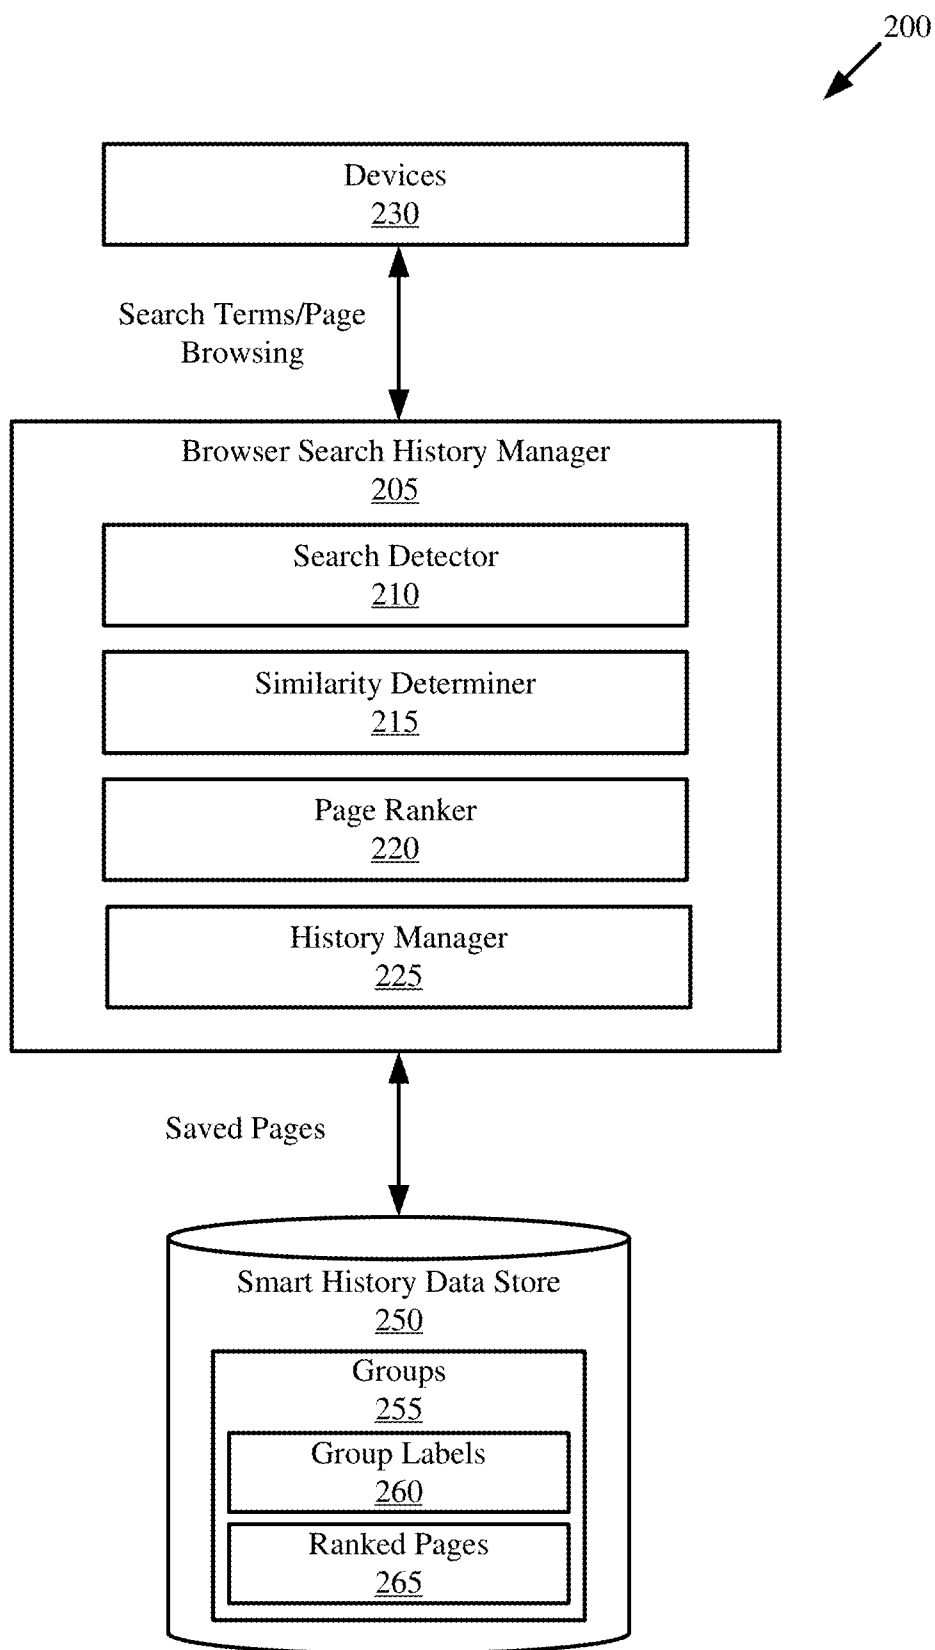 200
Devices
230
Search Terms/Page
Browsing
Browser Search History Manager
205
Search Detector
210
Similarity Determiner
215
Page Ranker
220
History Manager
225
Saved Pages
Smart History Data Store
250
Groups
255
Group Labels
260
Ranked Pages
265